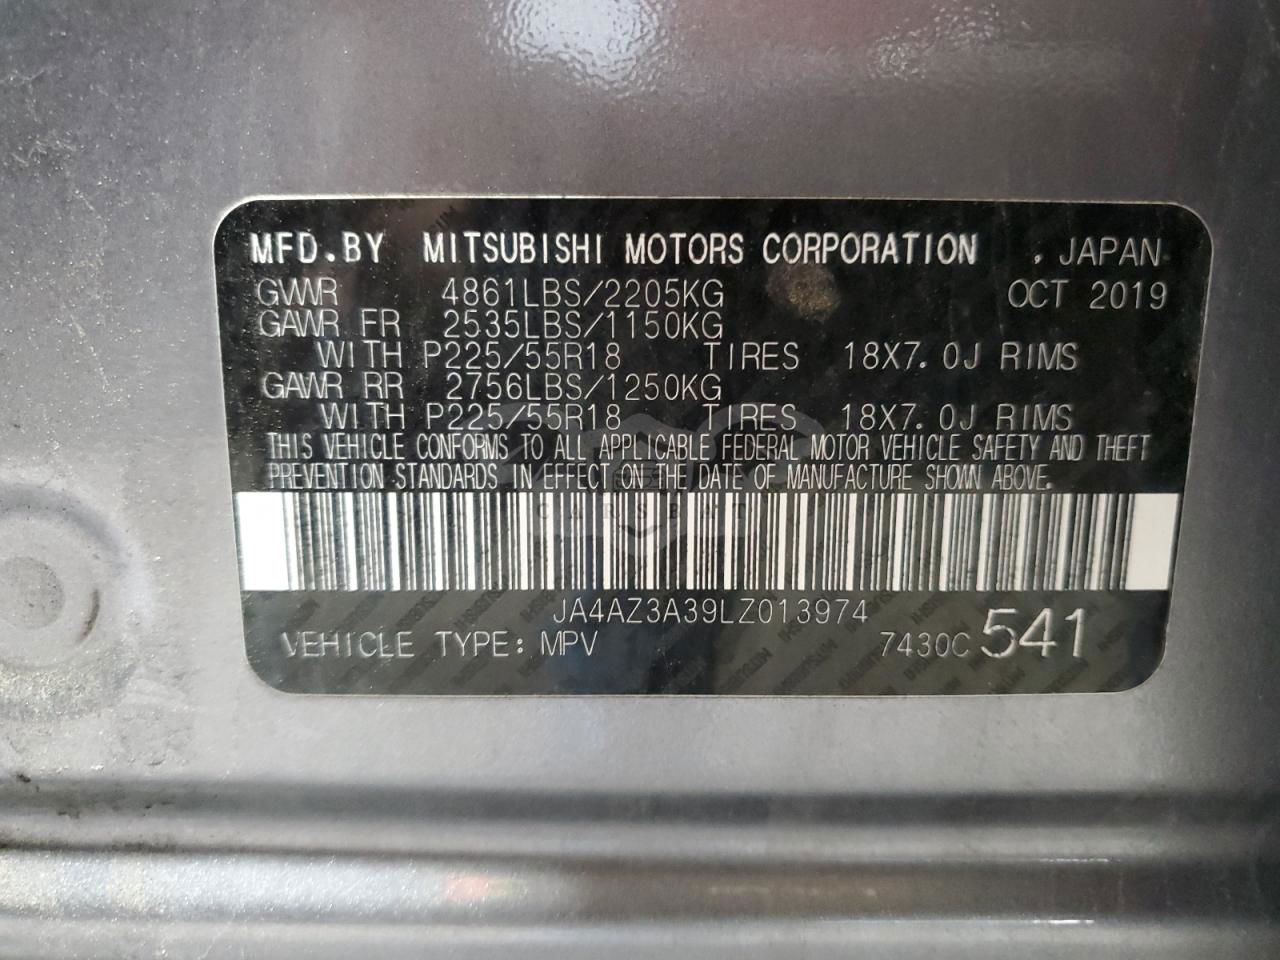 MFD.BY MITSUBISHI MOTORS CORPORATION , JAPAN
GVWR 4861LBS/2205KG OCT 2019
GAWR FR 2535LBS/1150KG
WITH P225/55R18 TIRES 18X7.0J RIMS
GAWR RR 2756LBS/1250KG
WITH P225/55R18 TIRES 18X7.0J RIMS
THIS VEHICLE CONFORMS TO ALL APPLICABLE FEDERAL MOTOR VEHICLE SAFETY AND THEFT
PREVENTION STANDARDS IN EFFECT ON THE DATE OF MANUFACTURE SHOWN ABOVE.
CARSBAT
JA4AZ3A39LZ013974
VEHICLE TYPE: MPV 7430C 541